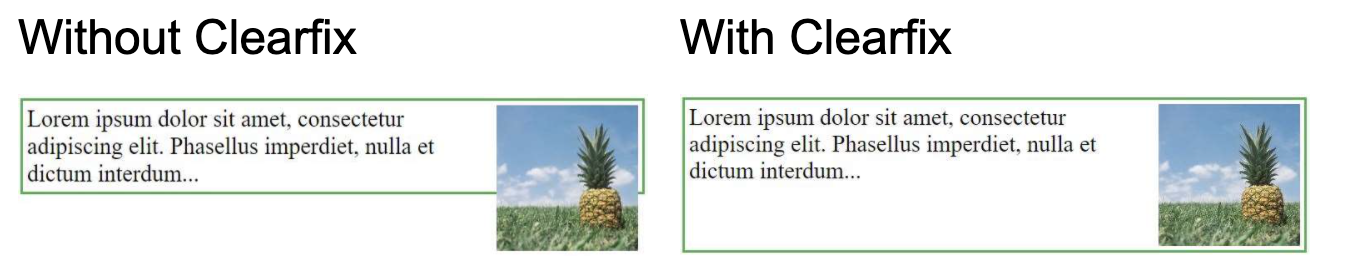 Without Clearfix
Lorem ipsum dolor sit amet, consectetur
adipiscing elit. Phasellus imperdiet, nulla et
dictum interdum...
With Clearfix
Lorem ipsum dolor sit amet, consectetur
adipiscing elit. Phasellus imperdiet, nulla et
dictum interdum...